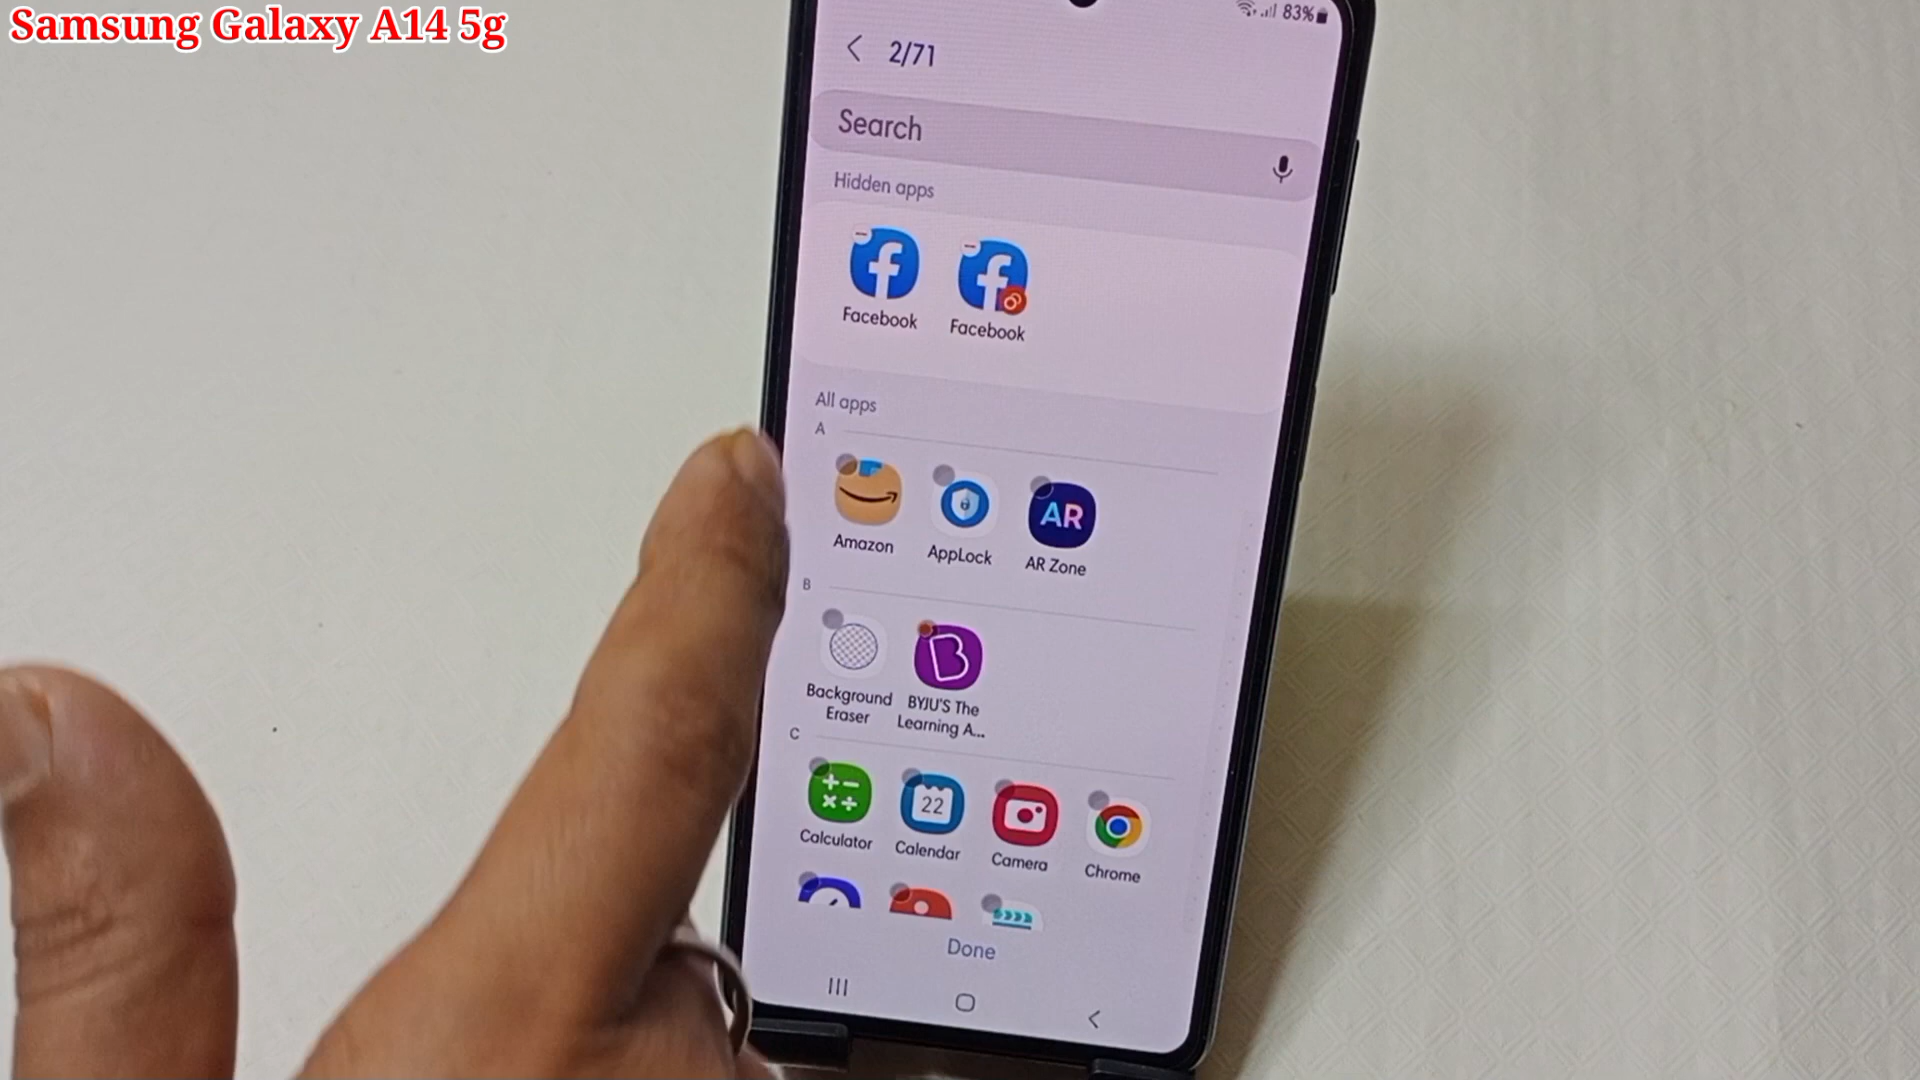 Samsung Galaxy A14 5g
83%
2/71
Search
Hidden apps
Facebook
Facebook
All apps
A
Amazon
AppLock
AR
AR Zone
B
Background
Eraser
BYJU'S The
Learning A...
C
22
Calculator
Calendar
Camera
Chrome
Done